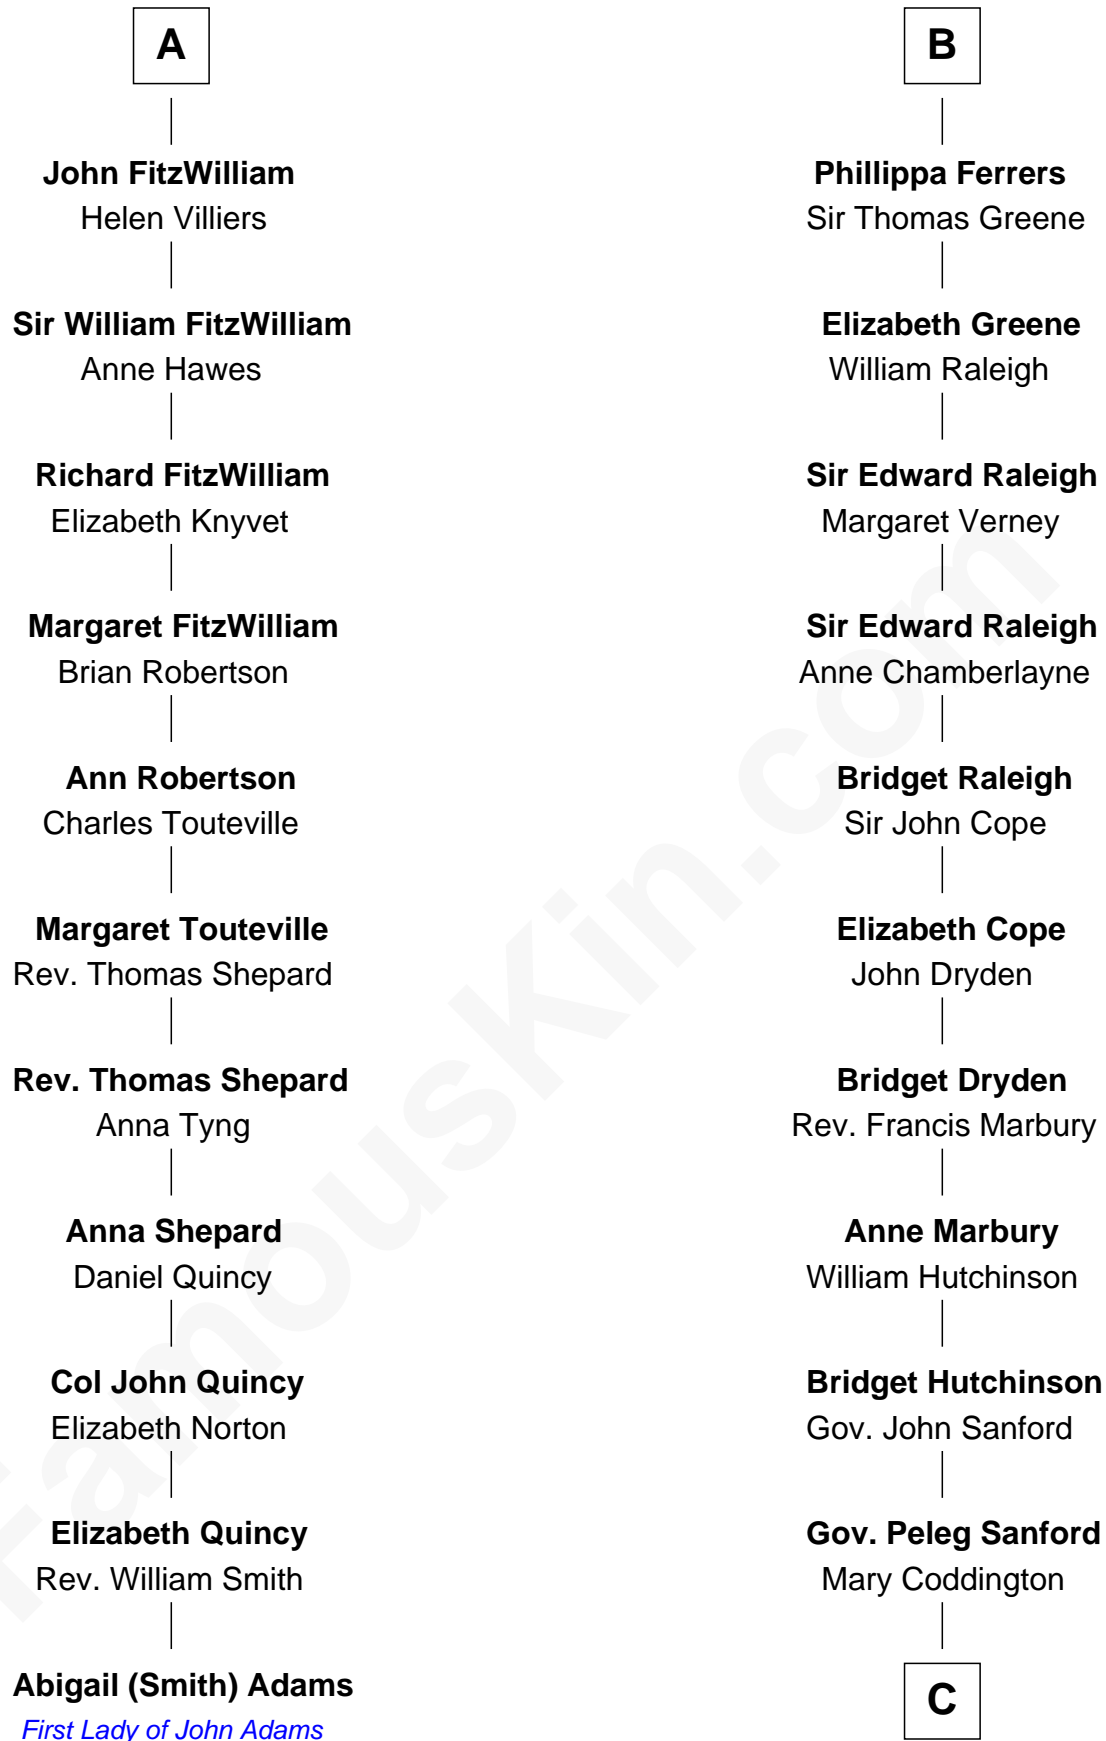 A
John FitzWilliam
Helen Villiers
Sir William FitzWilliam
Anne Hawes
Richard FitzWilliam
Elizabeth Knyvet
Margaret FitzWilliam
Brian Robertson
Ann Robertson
Charles Touteville
Margaret Touteville
Rev. Thomas Shepard
Rev. Thomas Shepard
Anna Tyng
Anna Shepard
Daniel Quincy
Col John Quincy
Elizabeth Norton
Elizabeth Quincy
Rev. William Smith
Abigail (Smith) Adams
First Lady of John Adams
B
Phillippa Ferrers
Sir Thomas Greene
Elizabeth Greene
William Raleigh
Sir Edward Raleigh
Margaret Verney
Sir Edward Raleigh
Anne Chamberlayne
Bridget Raleigh
Sir John Cope
Elizabeth Cope
John Dryden
Bridget Dryden
Rev. Francis Marbury
Anne Marbury
William Hutchinson
Bridget Hutchinson
Gov. John Sanford
Gov. Peleg Sanford
Mary Coddington
C
FamousKin.com